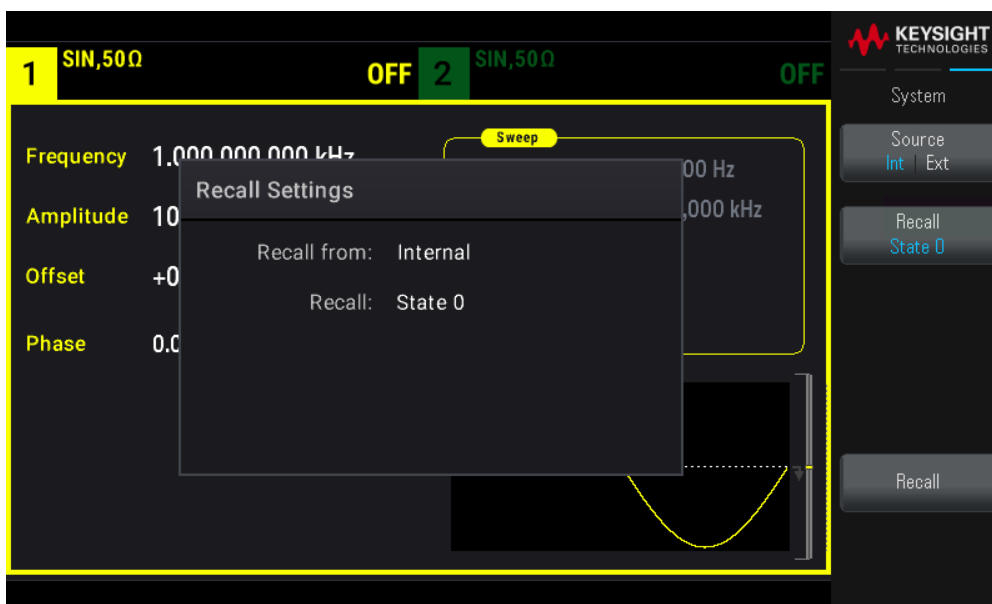 KEYSIGHT
TECHNOLOGIES
1 SIN,50Ω OFF 2 SIN,50Ω OFF
System
Sweep
Source
Int | Ext
Frequency 1.000,000,000 kHz
00 Hz
Recall Settings
Amplitude 10
,000 kHz
Recall
State 0
Recall from: Internal
Offset +0
Recall: State 0
Phase 0.0
Recall